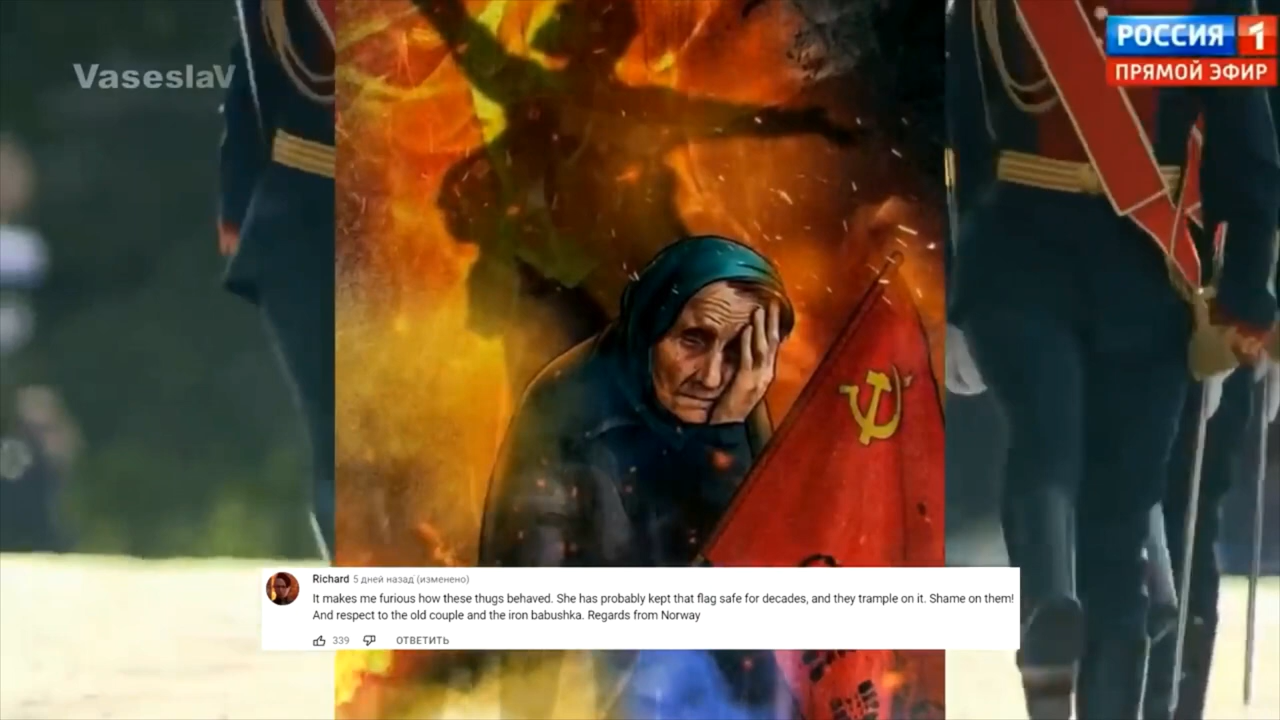 VaseslaV
РОССИЯ 1
ПРЯМОЙ ЭФИР
Richard 5 дней назад (изменено)
It makes me furious how these thugs behaved. She has probably kept that flag safe for decades, and they trample on it. Shame on them!
And respect to the old couple and the iron babushka. Regards from Norway
339 ОТВЕТИТЬ